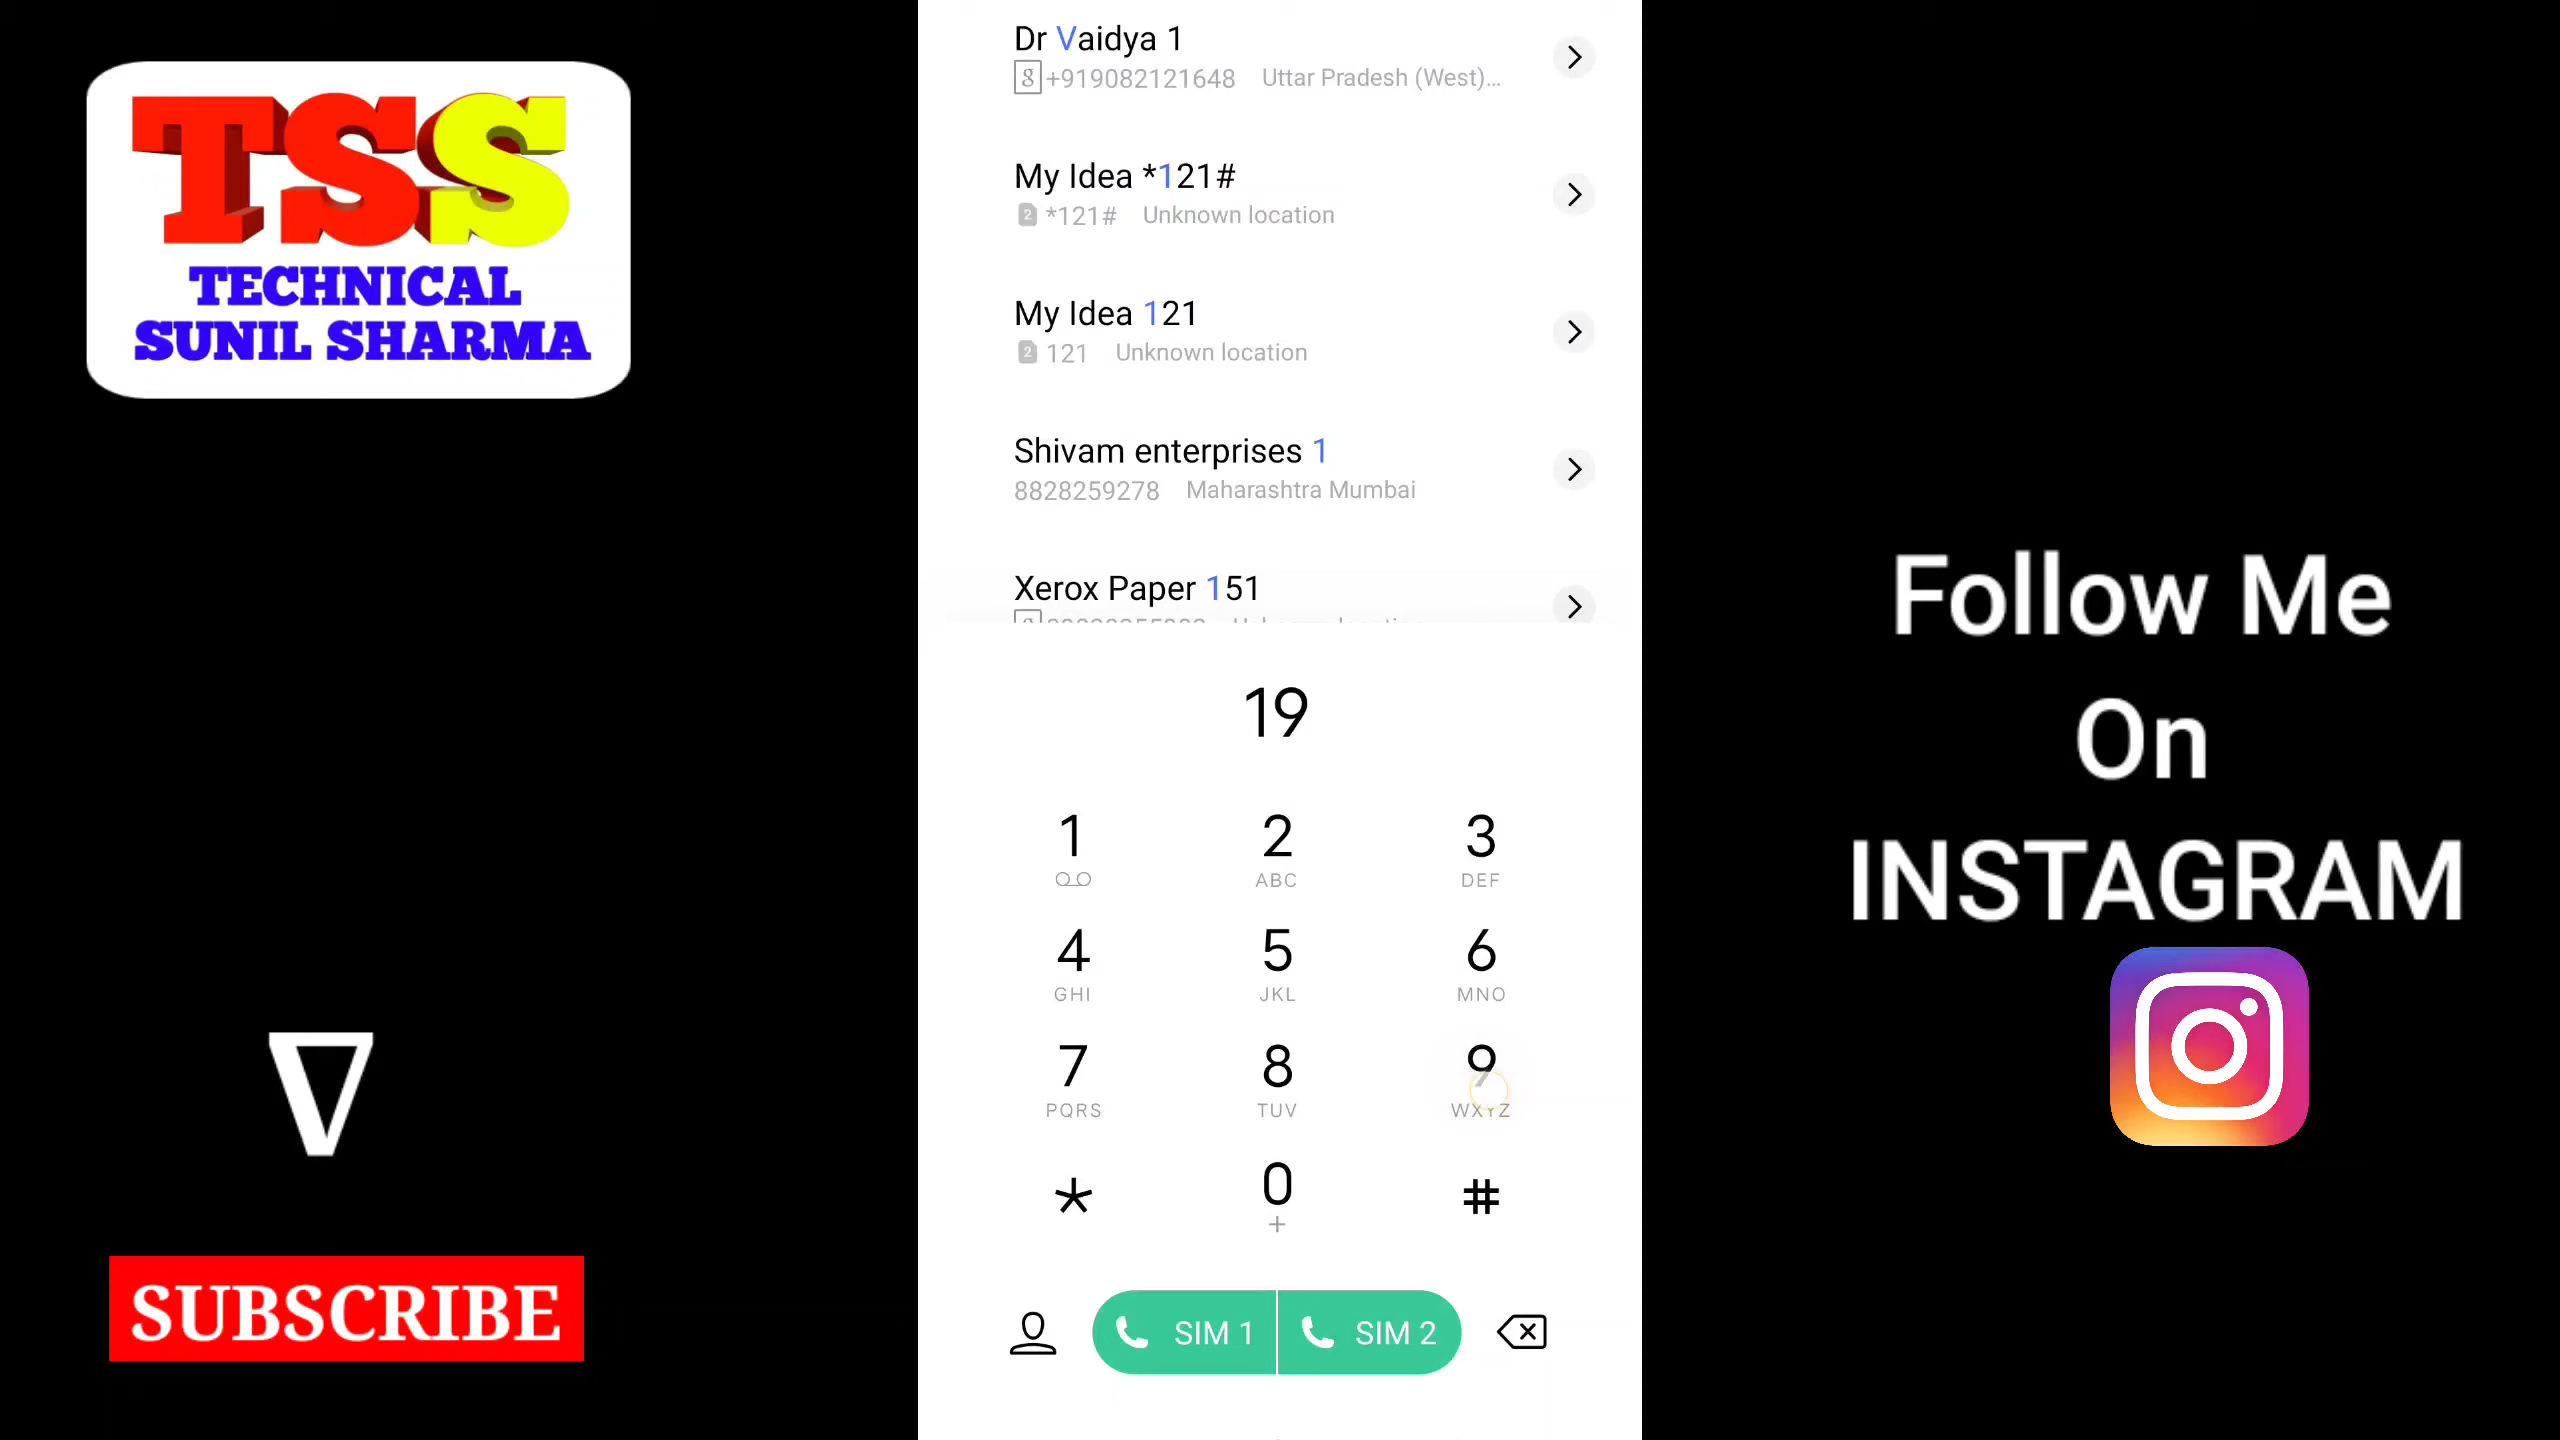 TSS
TECHNICAL
SUNIL SHARMA
SUBSCRIBE
Dr Vaidya 1
+919082121648 Uttar Pradesh (West)...
My Idea *121#
2 *121# Unknown location
My Idea 121
2 121 Unknown location
Shivam enterprises 1
8828259278 Maharashtra Mumbai
Xerox Paper 151
19
1 2 3
ABC DEF
4 5 6
GHI JKL MNO
7 8 9
PQRS TUV WXYZ
* 0 #
+
SIM 1 SIM 2
Follow Me
On
INSTAGRAM